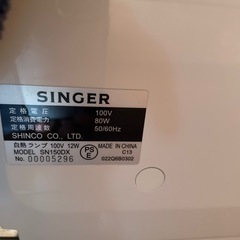 SINGER
定格電圧 100V
定格消費電力 80W
定格周波数 50/60Hz
SHINCO CO., LTD.
白熱ランプ 100V 12W MADE IN CHINA
MODEL SN150DX PSE C13
No. 00005296 022Q6B0302